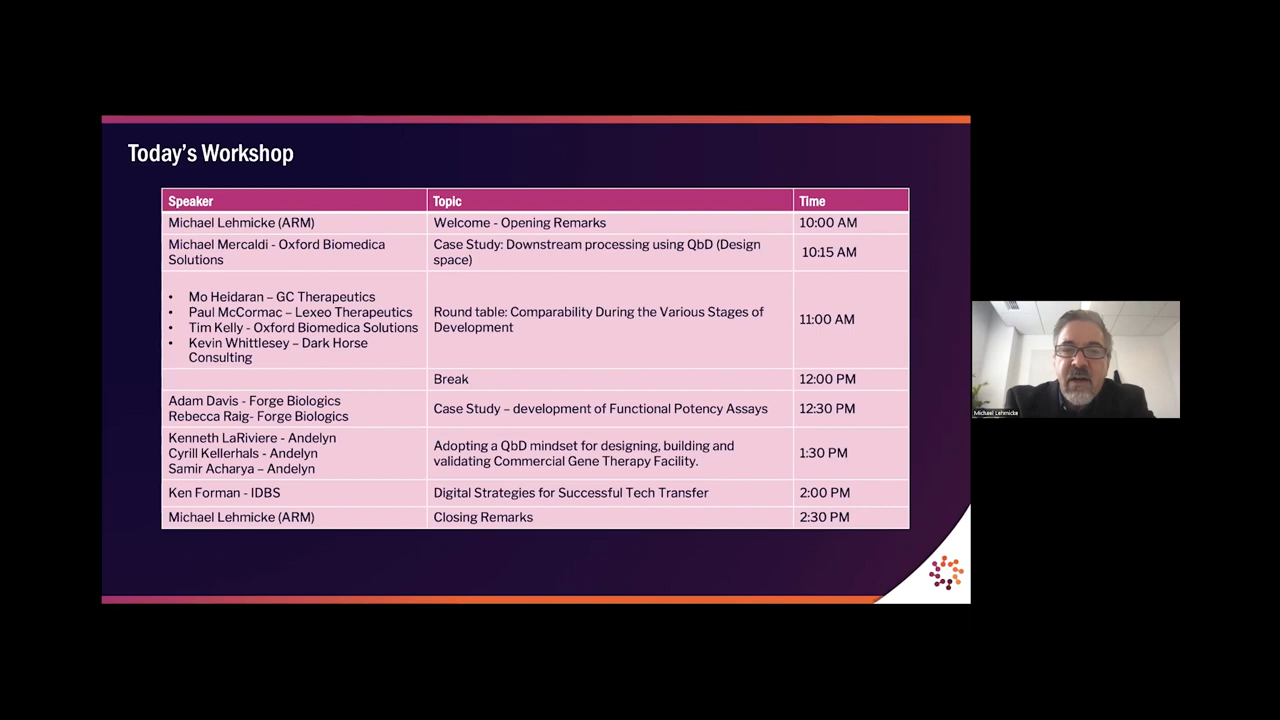 Today's Workshop
Speaker Topic Time
Michael Lehmicke (ARM) Welcome - Opening Remarks 10:00 AM
Michael Mercaldi - Oxford Biomedica
Solutions
Case Study: Downstream processing using QbD (Design
space)
10:15 AM
• Mo Heidaran – GC Therapeutics
• Paul McCormac – Lexeo Therapeutics
• Tim Kelly - Oxford Biomedica Solutions
• Kevin Whittlesey – Dark Horse
Consulting
Round table: Comparability During the Various Stages of
Development
11:00 AM
Break 12:00 PM
Adam Davis - Forge Biologics
Rebecca Raig- Forge Biologics
Case Study – development of Functional Potency Assays
12:30 PM
Kenneth LaRiviere - Andelyn
Cyrill Kellerhals - Andelyn
Samir Acharya – Andelyn
Adopting a QbD mindset for designing, building and
validating Commercial Gene Therapy Facility.
1:30 PM
Ken Forman - IDBS Digital Strategies for Successful Tech Transfer 2:00 PM
Michael Lehmicke (ARM) Closing Remarks 2:30 PM
Michael Lehmicke